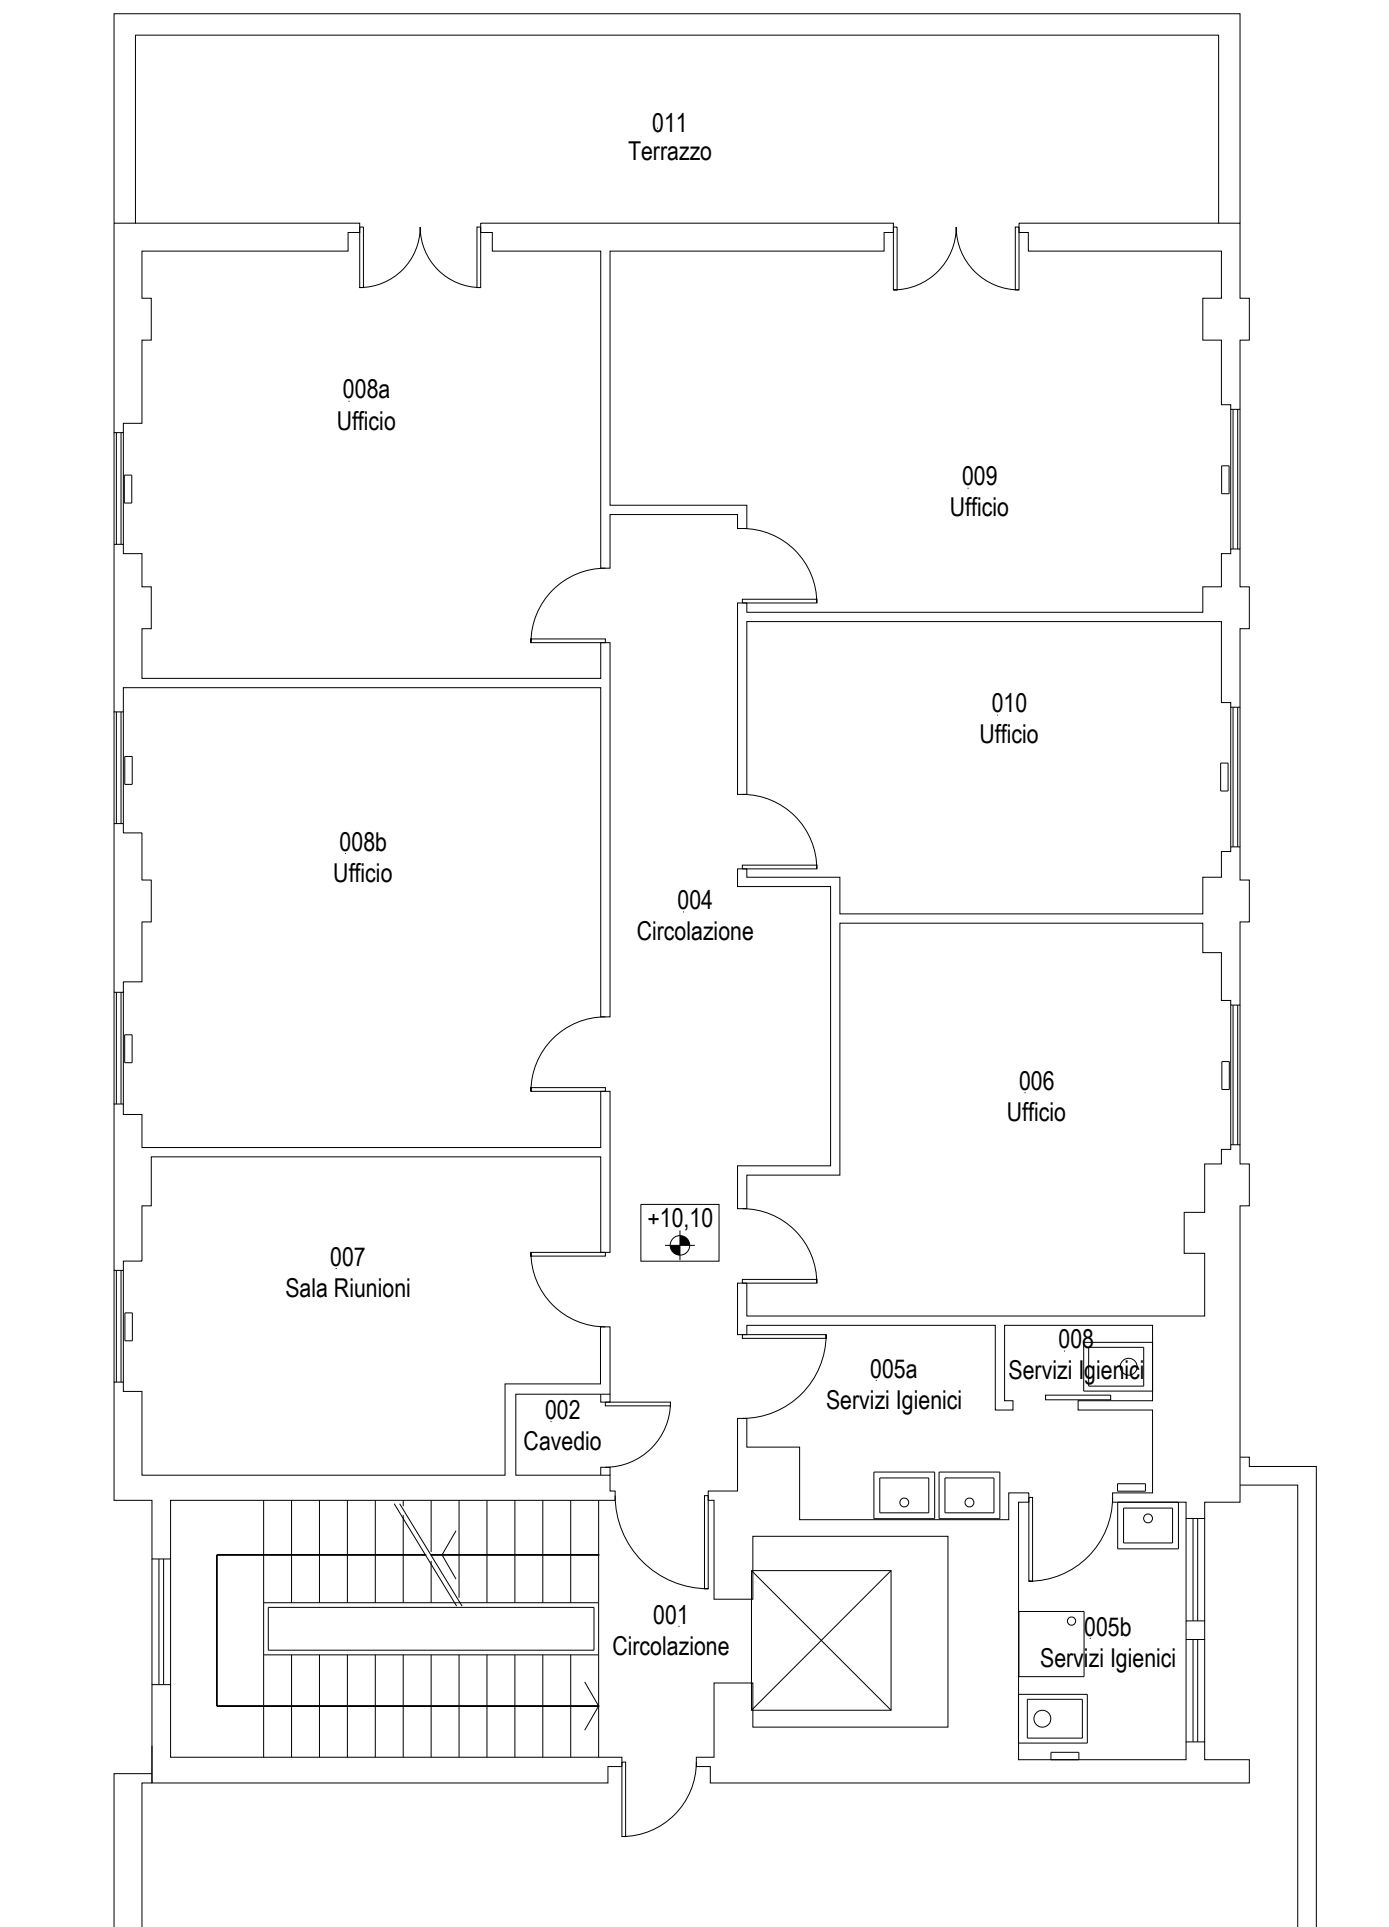 011
Terrazzo
008a
Ufficio
009
Ufficio
010
Ufficio
008b
Ufficio
004
Circolazione
006
Ufficio
+10,10
007
Sala Riunioni
008
Servizi Igienici
005a
Servizi Igienici
002
Cavedio
001
Circolazione
005b
Servizi Igienici